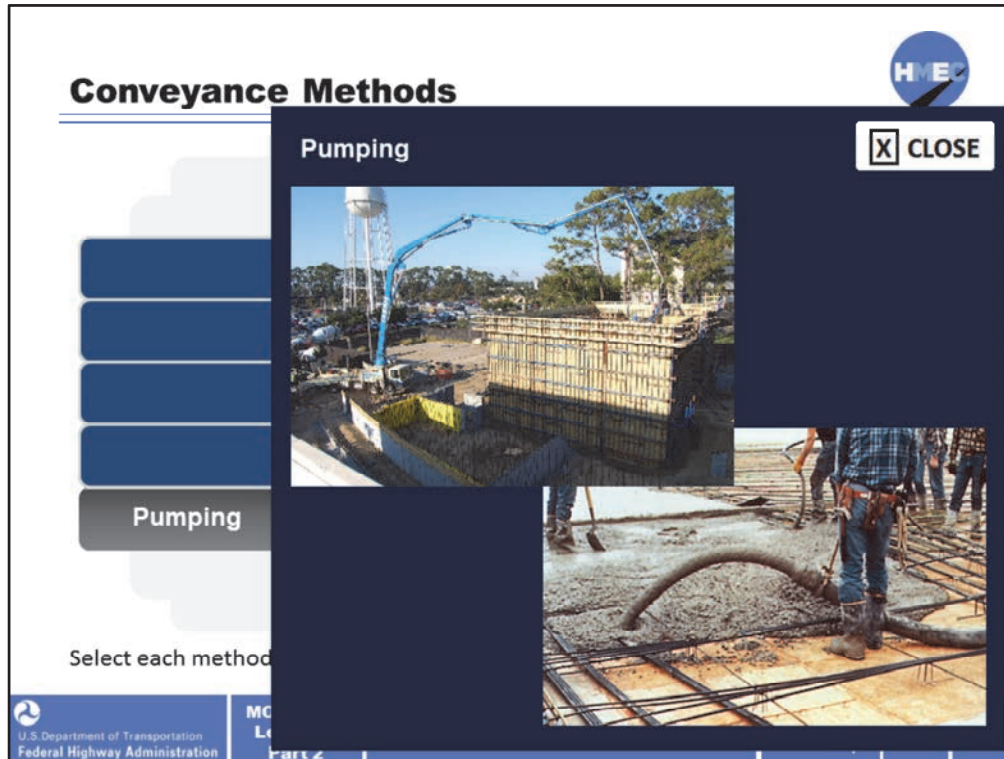 Conveyance Methods
HMEC
Pumping
X CLOSE
Pumping
Select each method
U.S. Department of Transportation
Federal Highway Administration
Part 2